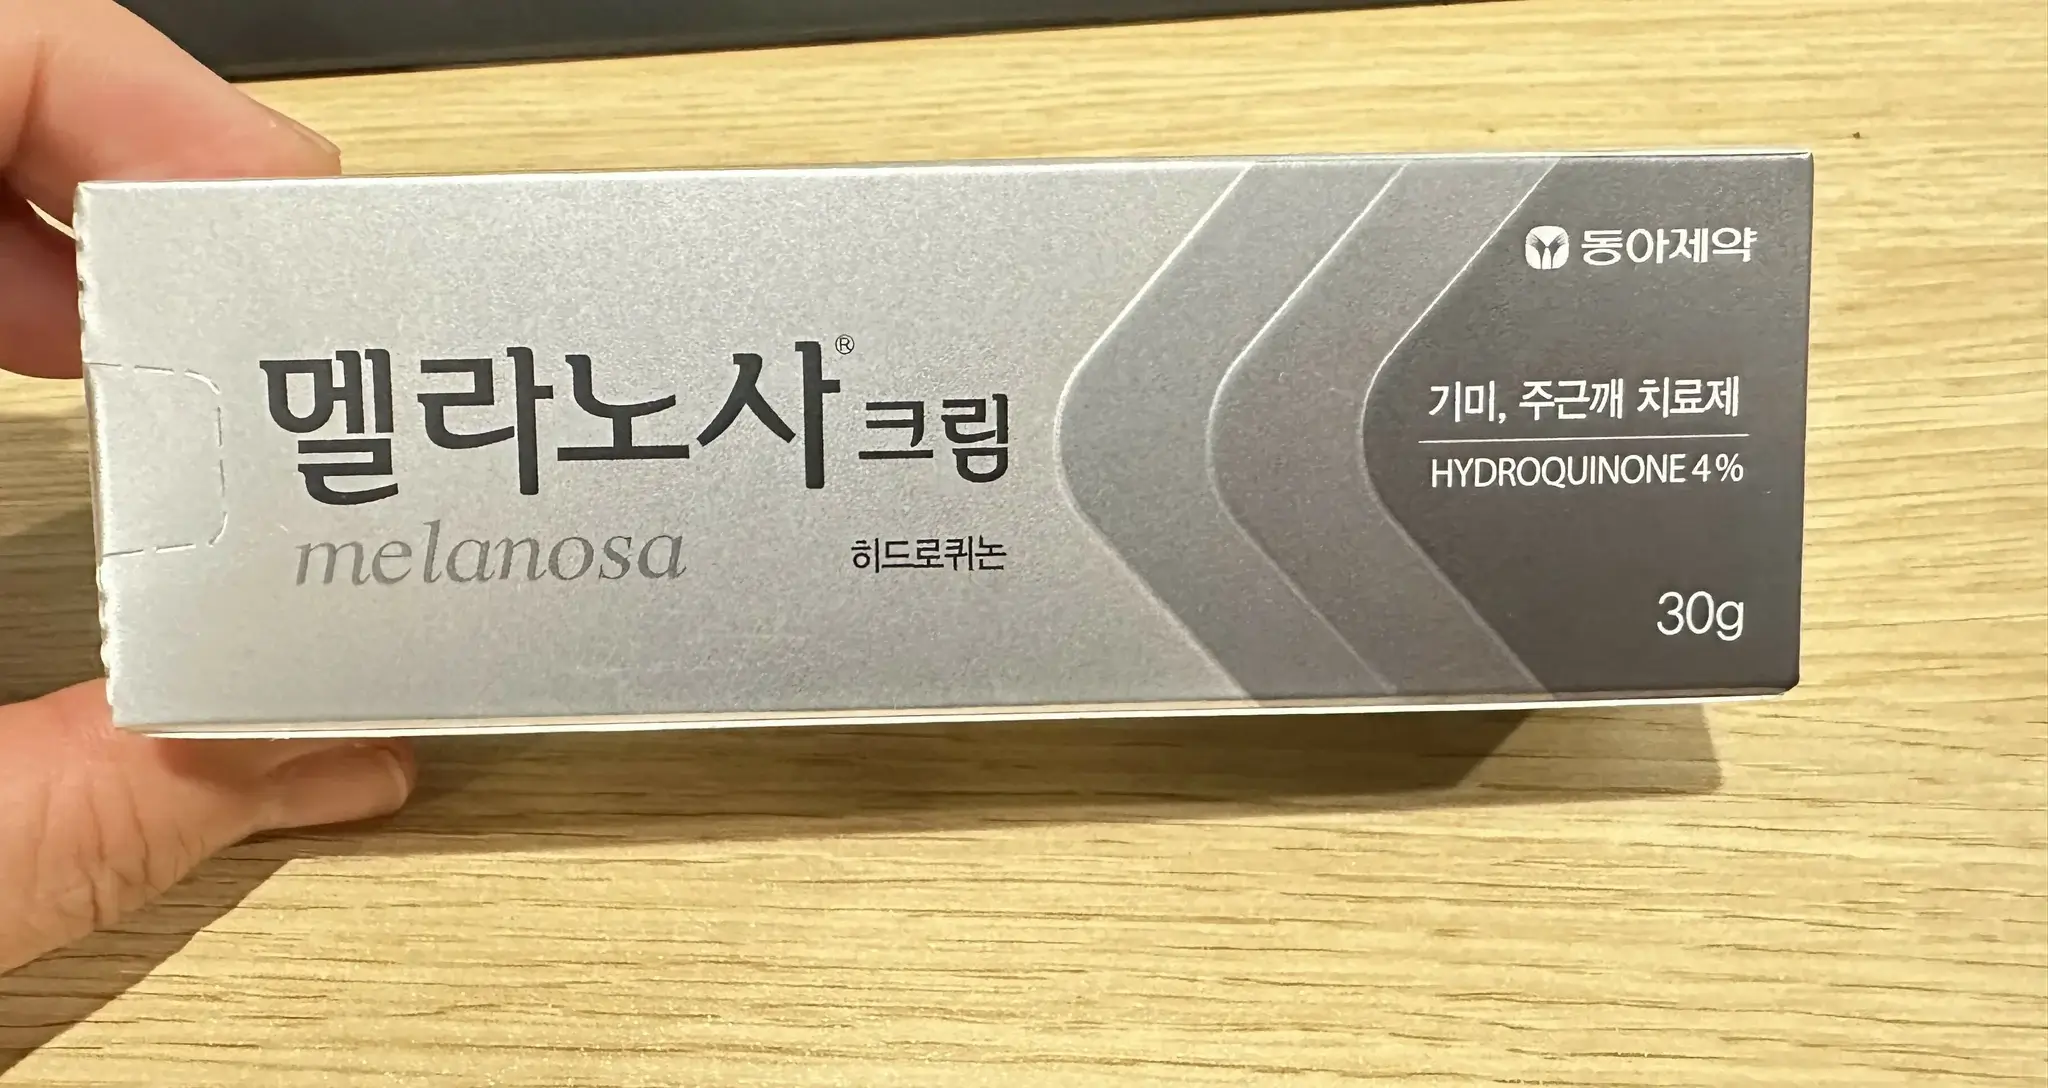 동아제약
멜라노사® 크림
melanosa
히드로퀴논
기미, 주근깨 치료제
HYDROQUINONE 4%
30g